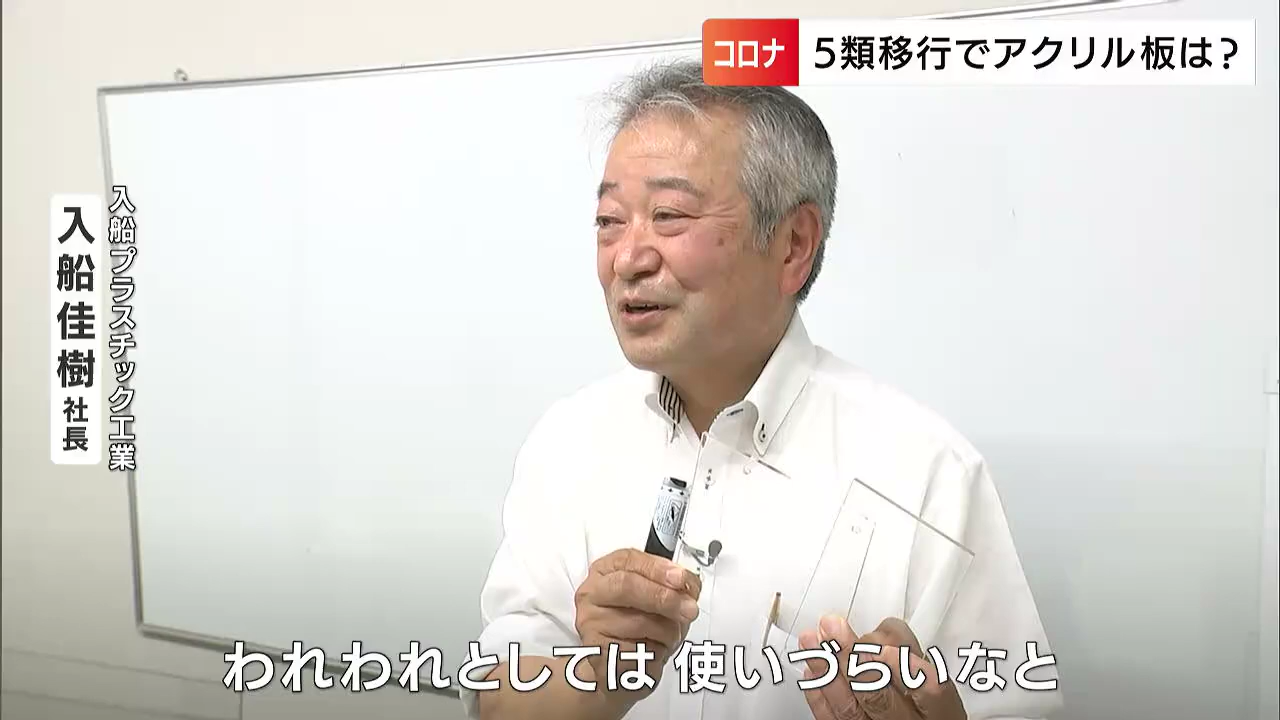 コロナ
5類移行でアクリル板は?
入船プラスチック工業
入船佳樹 社長
われわれとしては 使いづらいなと